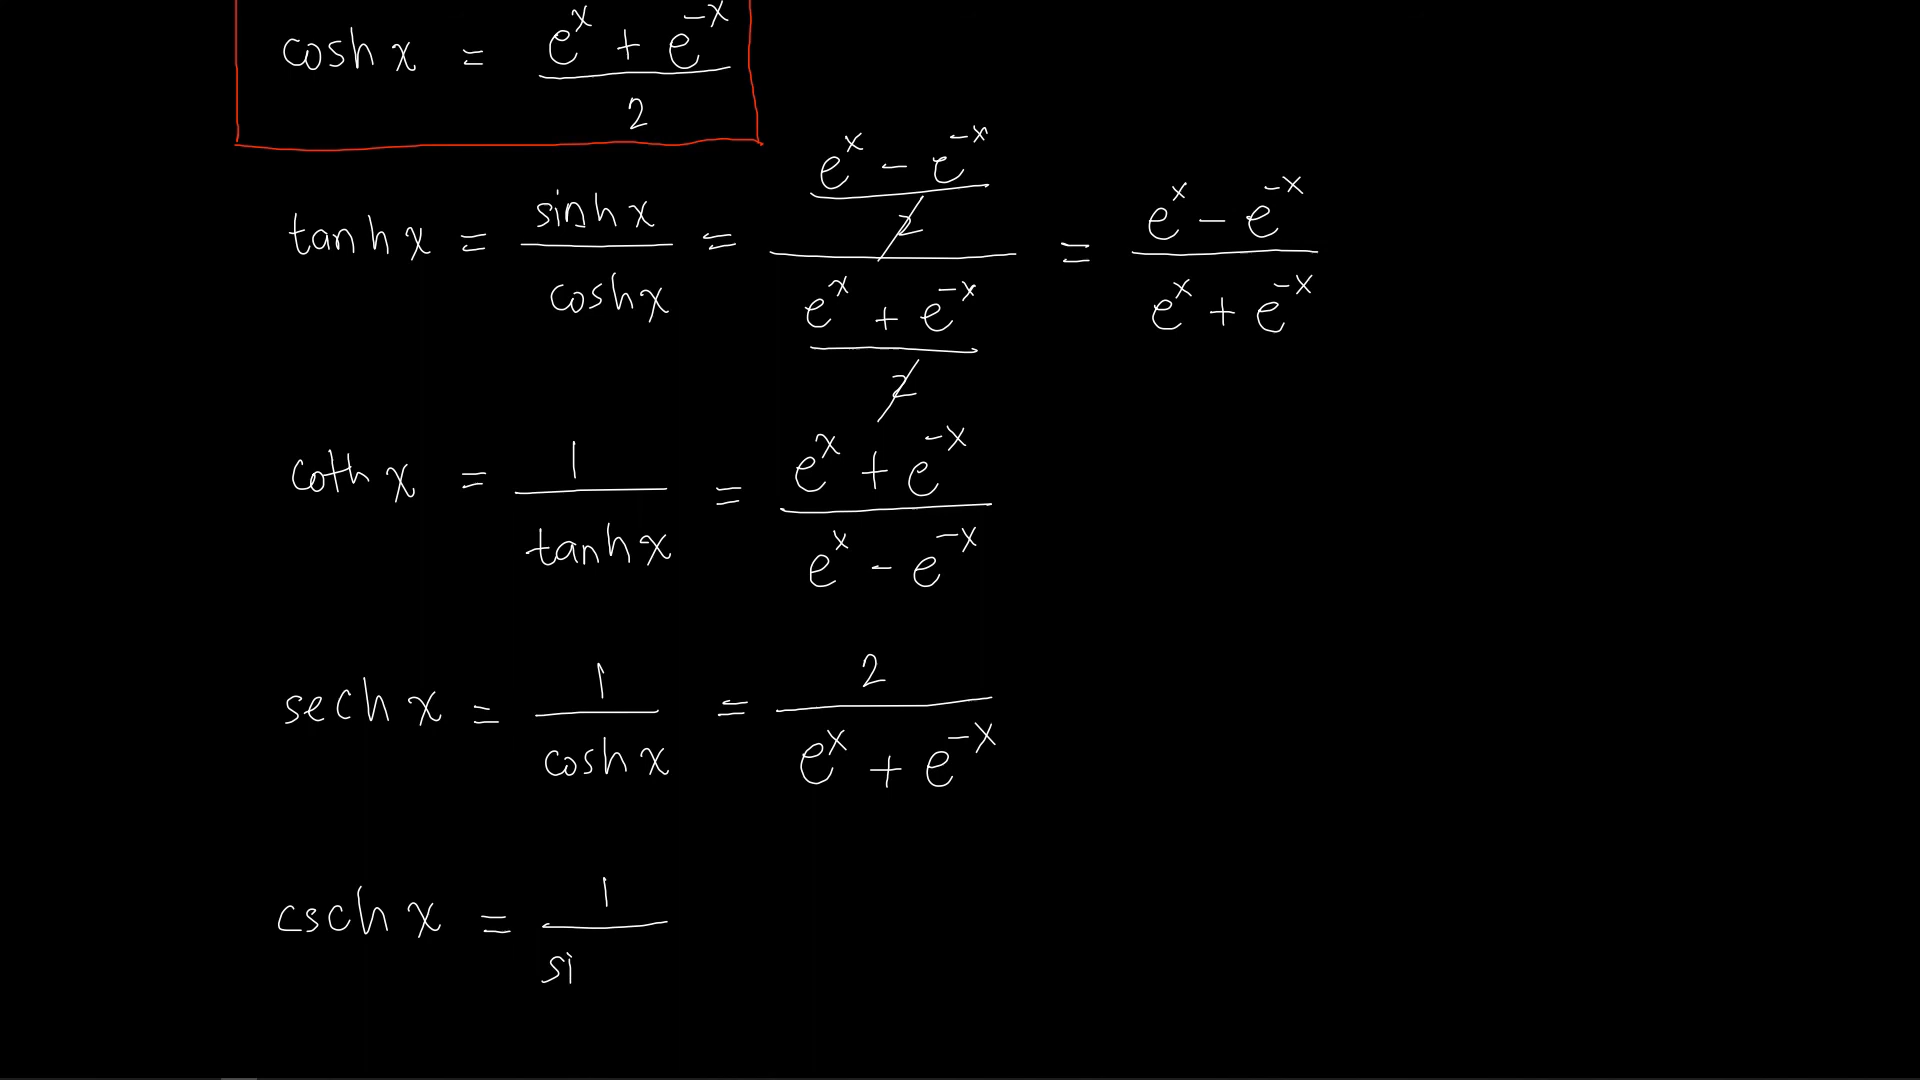 cosh x = (e^x + e^-x) / 2
tanh x = sinh x / cosh x = ((e^x - e^-x) / 2) / ((e^x + e^-x) / 2) = (e^x - e^-x) / (e^x + e^-x)
coth x = 1 / tanh x = (e^x + e^-x) / (e^x - e^-x)
sech x = 1 / cosh x = 2 / (e^x + e^-x)
csch x = 1 / si